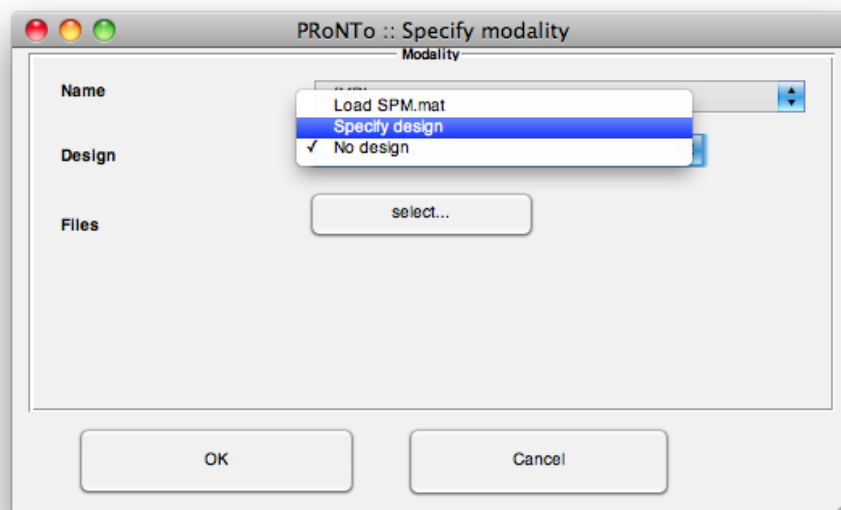 PRoNTo :: Specify modality
Modality
Name
Load SPM.mat
Specify design
✓ No design
Design
select...
Files
OK
Cancel